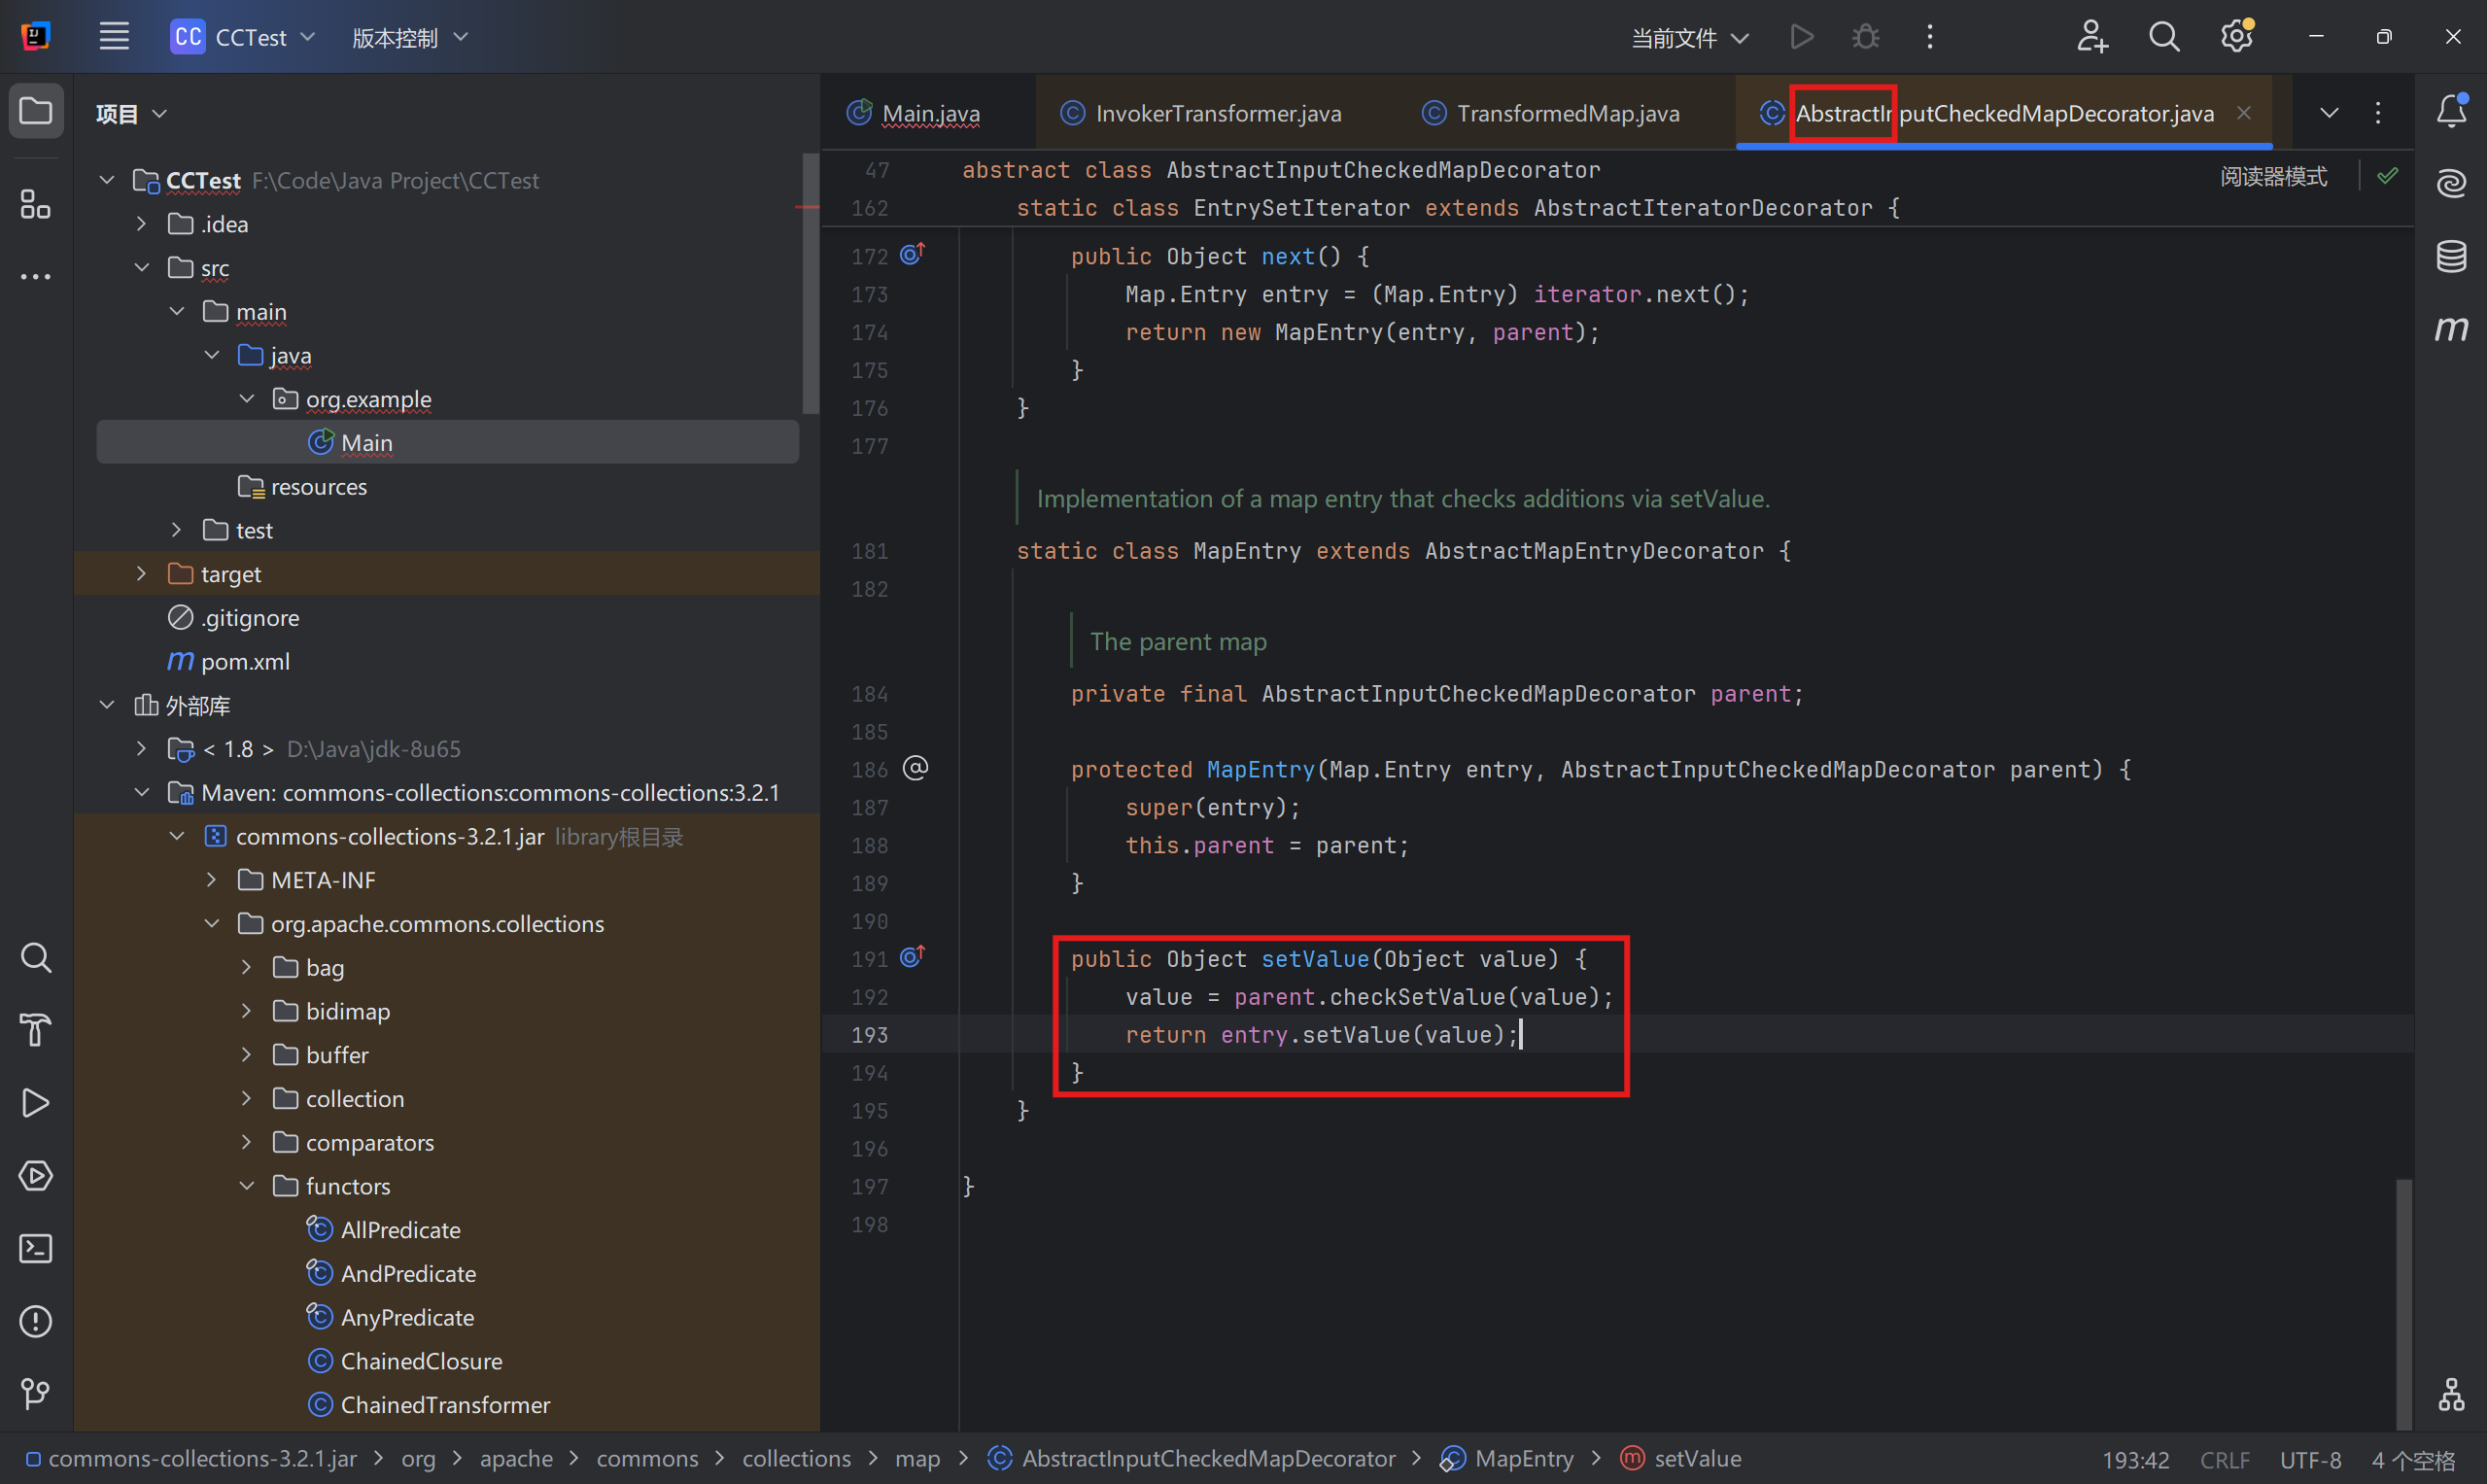 CC CCTest 版本控制 当前文件
项目
CCTest F:\Code\Java Project\CCTest
.idea
src
main
java
org.example
Main
resources
test
target
.gitignore
m pom.xml
外部库
< 1.8 > D:\Java\jdk-8u65
Maven: commons-collections:commons-collections:3.2.1
commons-collections-3.2.1.jar library根目录
META-INF
org.apache.commons.collections
bag
bidimap
buffer
collection
comparators
functors
AllPredicate
AndPredicate
AnyPredicate
ChainedClosure
ChainedTransformer
Main.java InvokerTransformer.java TransformedMap.java AbstractInputCheckedMapDecorator.java
阅读器模式
47 abstract class AbstractInputCheckedMapDecorator
162 static class EntrySetIterator extends AbstractIteratorDecorator {
172 public Object next() {
173 Map.Entry entry = (Map.Entry) iterator.next();
174 return new MapEntry(entry, parent);
175 }
176 }
177
Implementation of a map entry that checks additions via setValue.
181 static class MapEntry extends AbstractMapEntryDecorator {
182
The parent map
184 private final AbstractInputCheckedMapDecorator parent;
185
186 @ protected MapEntry(Map.Entry entry, AbstractInputCheckedMapDecorator parent) {
187 super(entry);
188 this.parent = parent;
189 }
190
191 public Object setValue(Object value) {
192 value = parent.checkSetValue(value);
193 return entry.setValue(value);
194 }
195 }
196
197 }
198
m
commons-collections-3.2.1.jar > org > apache > commons > collections > map > AbstractInputCheckedMapDecorator > MapEntry > setValue 193:42 CRLF UTF-8 4 个空格